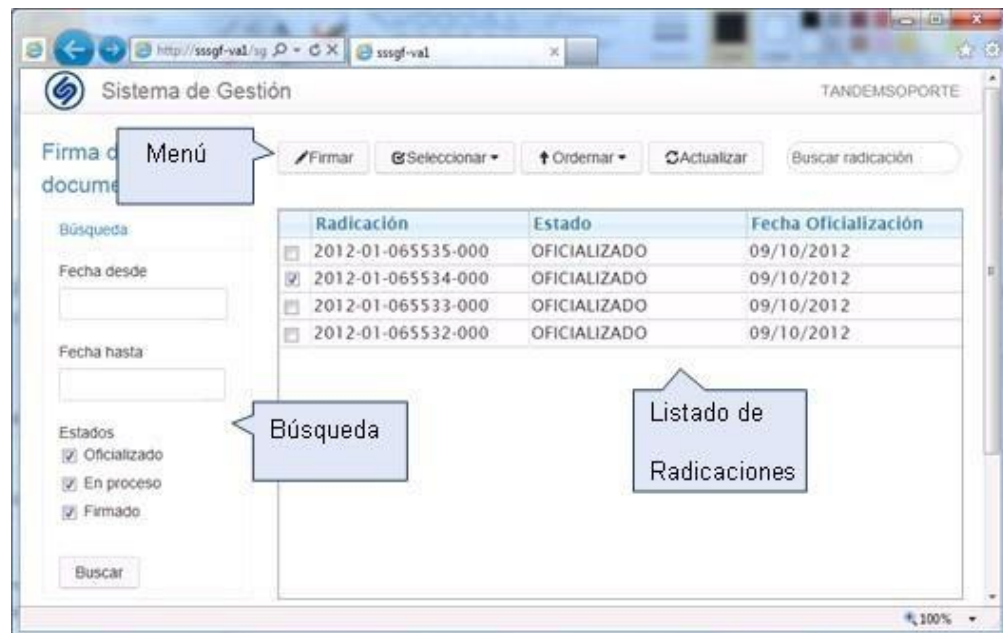 http://sssgf-va1/sg
sssgf-va1
Sistema de Gestión
TANDEMSOPORTE
Firma d
docume
Menú
Firmar
Seleccionar
Ordernar
Actualizar
Buscar radicación
Búsqueda
Fecha desde
Fecha hasta
Estados
Oficializado
En proceso
Firmado
Buscar
Radicación Estado Fecha Oficialización
2012-01-065535-000 OFICIALIZADO 09/10/2012
2012-01-065534-000 OFICIALIZADO 09/10/2012
2012-01-065533-000 OFICIALIZADO 09/10/2012
2012-01-065532-000 OFICIALIZADO 09/10/2012
Búsqueda
Listado de
Radicaciones
100%